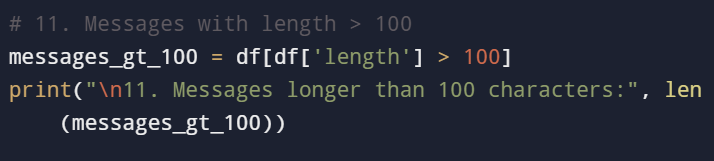 # 11. Messages with length > 100
messages_gt_100 = df[df['length'] > 100]
print("\n11. Messages longer than 100 characters:", len
(messages_gt_100))